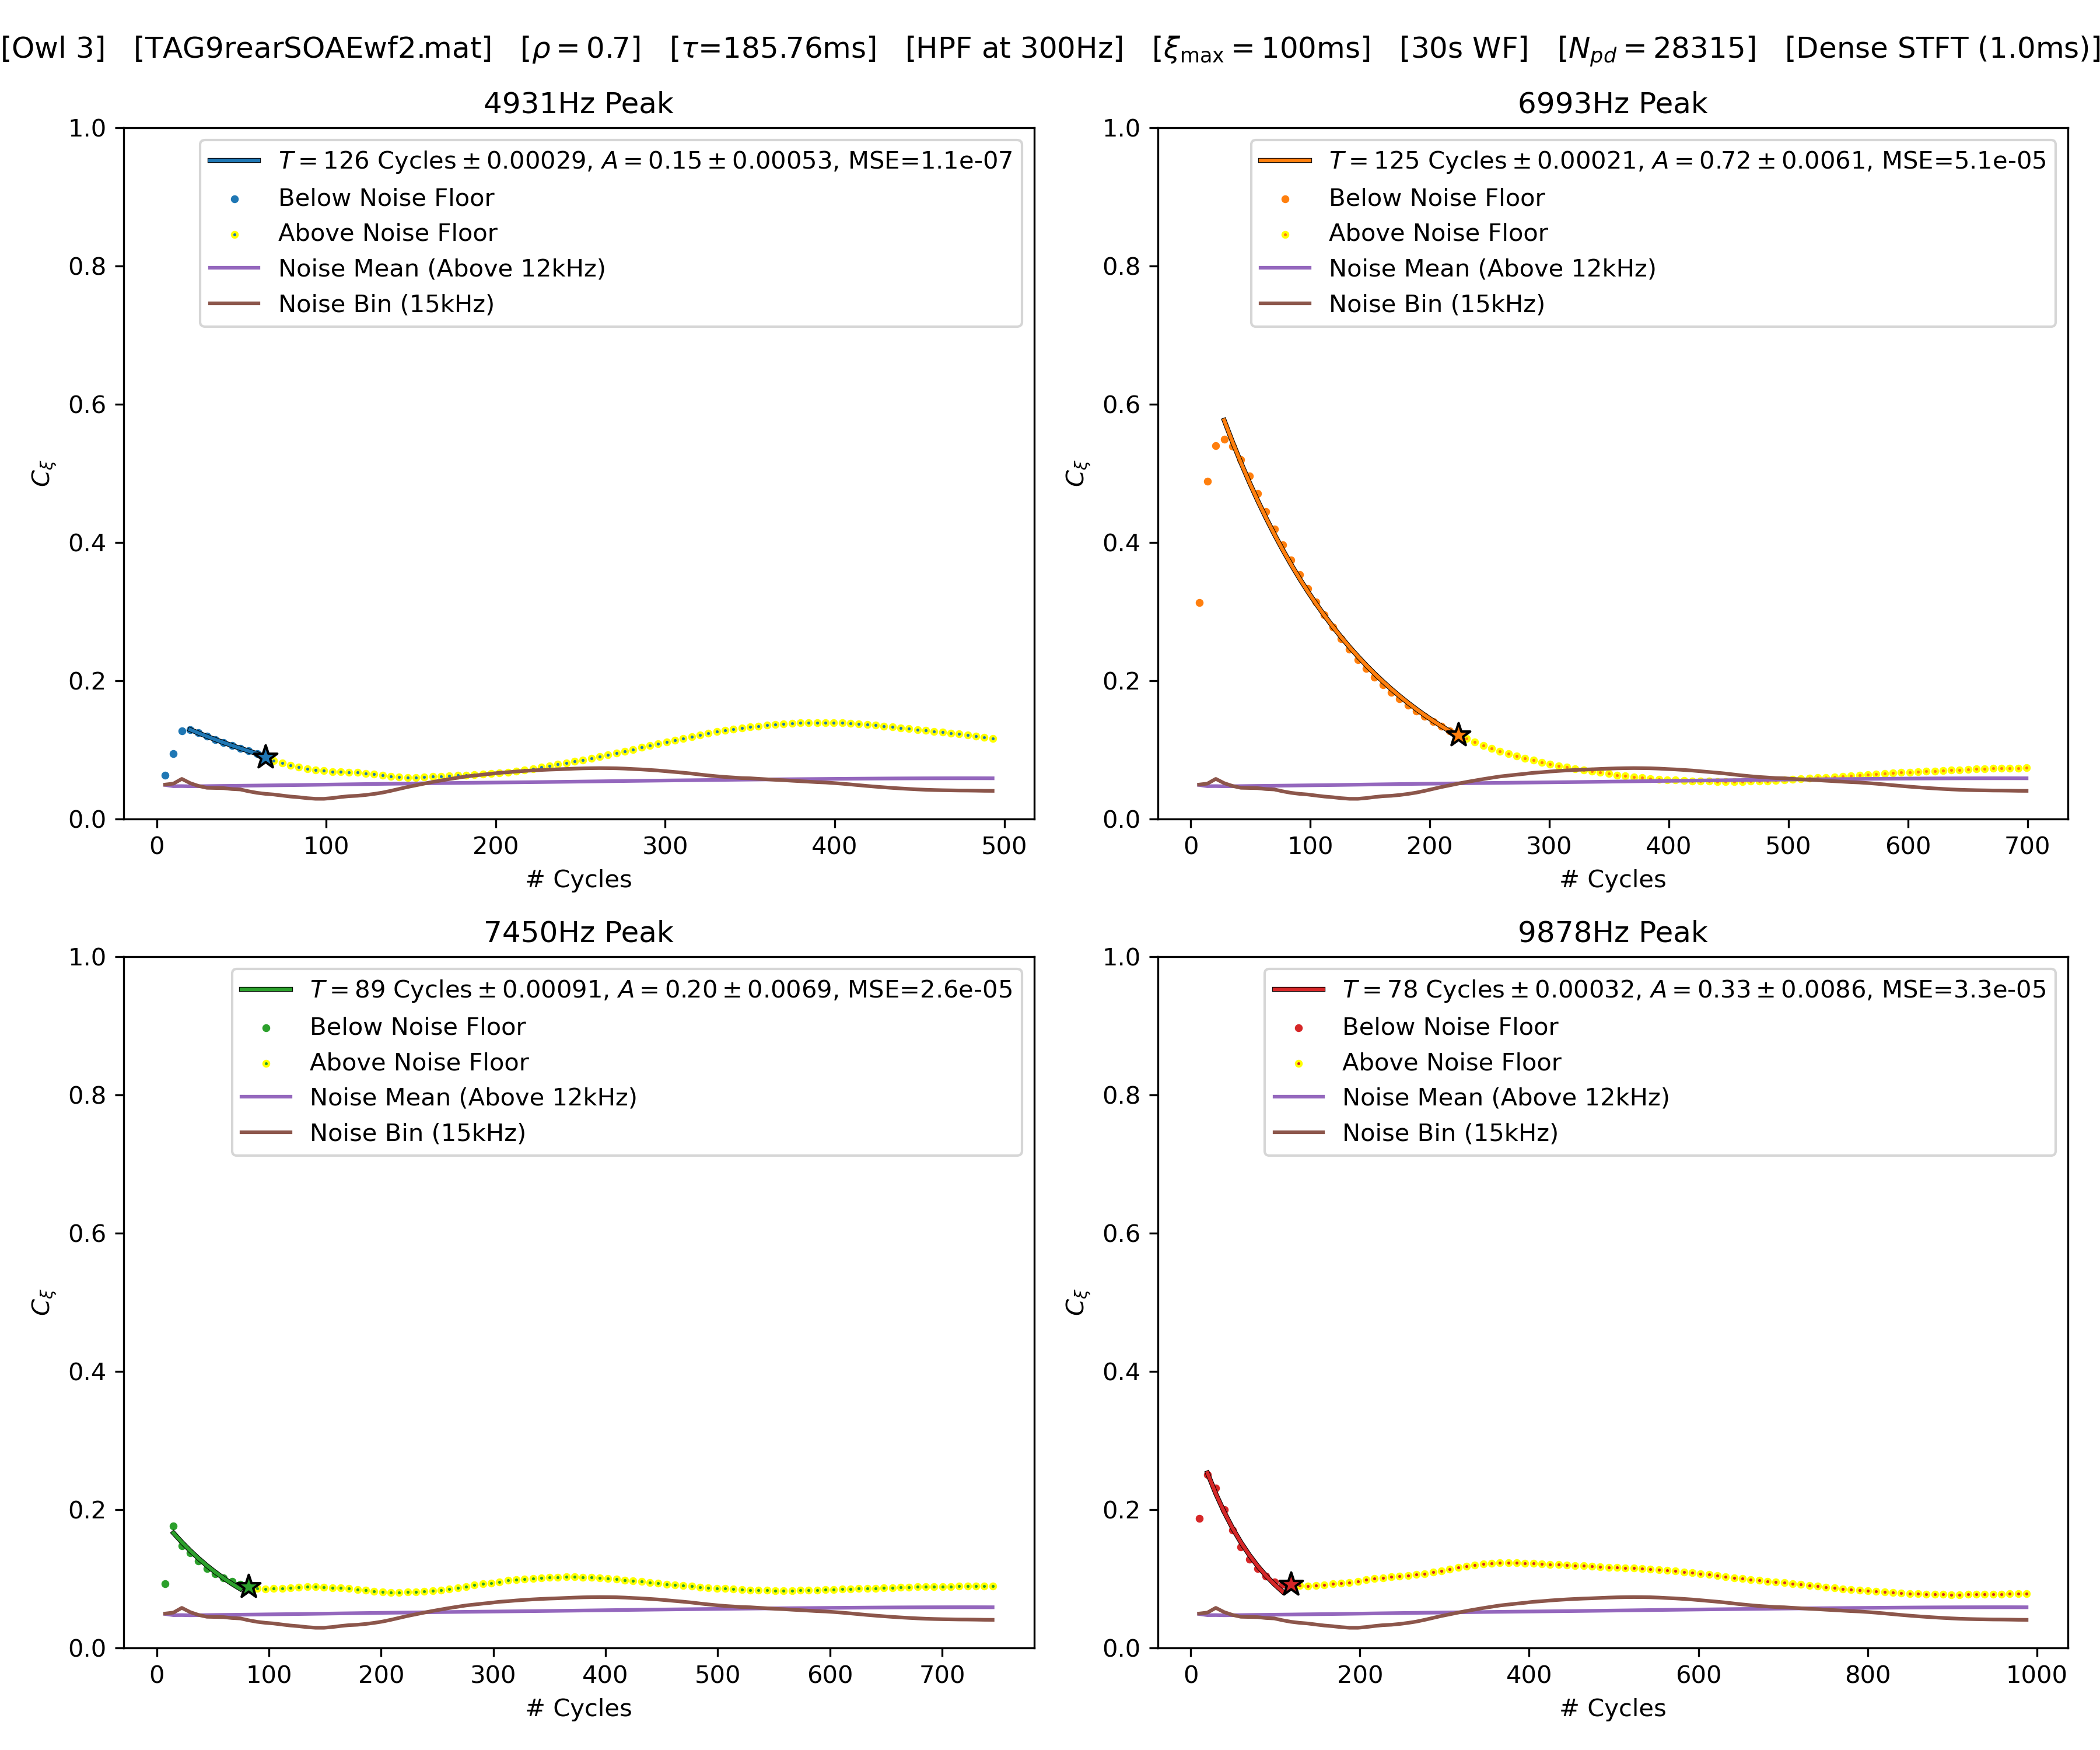 [Owl 3] [TAG9rearSOAEwf2.mat] [ρ = 0.7] [τ=185.76ms] [HPF at 300Hz] [ξmax = 100ms] [30s WF] [Npd = 28315] [Dense STFT (1.0ms)]
4931Hz Peak
T = 126 Cycles ± 0.00029, A = 0.15 ± 0.00053, MSE=1.1e-07
Below Noise Floor
Above Noise Floor
Noise Mean (Above 12kHz)
Noise Bin (15kHz)
1.0
0.8
0.6
0.4
0.2
0.0
Cξ
0 100 200 300 400 500
# Cycles
6993Hz Peak
T = 125 Cycles ± 0.00021, A = 0.72 ± 0.0061, MSE=5.1e-05
Below Noise Floor
Above Noise Floor
Noise Mean (Above 12kHz)
Noise Bin (15kHz)
1.0
0.8
0.6
0.4
0.2
0.0
Cξ
0 100 200 300 400 500 600 700
# Cycles
7450Hz Peak
T = 89 Cycles ± 0.00091, A = 0.20 ± 0.0069, MSE=2.6e-05
Below Noise Floor
Above Noise Floor
Noise Mean (Above 12kHz)
Noise Bin (15kHz)
1.0
0.8
0.6
0.4
0.2
0.0
Cξ
0 100 200 300 400 500 600 700
# Cycles
9878Hz Peak
T = 78 Cycles ± 0.00032, A = 0.33 ± 0.0086, MSE=3.3e-05
Below Noise Floor
Above Noise Floor
Noise Mean (Above 12kHz)
Noise Bin (15kHz)
1.0
0.8
0.6
0.4
0.2
0.0
Cξ
0 200 400 600 800 1000
# Cycles